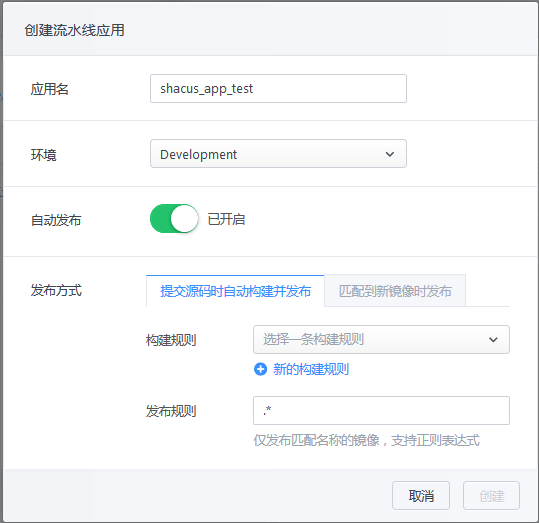 创建流水线应用
应用名 shacus_app_test
环境 Development
自动发布 已开启
发布方式 提交源码时自动构建并发布 匹配到新镜像时发布
构建规则 选择一条构建规则
新的构建规则
发布规则 .*
仅发布匹配名称的镜像，支持正则表达式
取消 创建